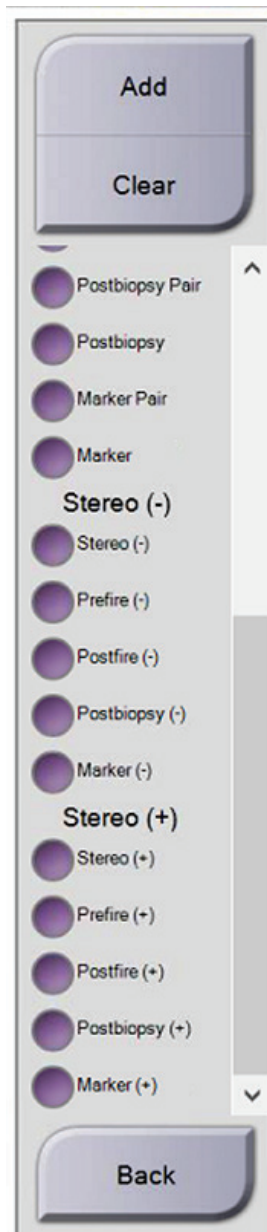 Add
Clear
Postbiopsy Pair
Postbiopsy
Marker Pair
Marker
Stereo (-)
Stereo (-)
Prefire (-)
Postfire (-)
Postbiopsy (-)
Marker (-)
Stereo (+)
Stereo (+)
Prefire (+)
Postfire (+)
Postbiopsy (+)
Marker (+)
Back